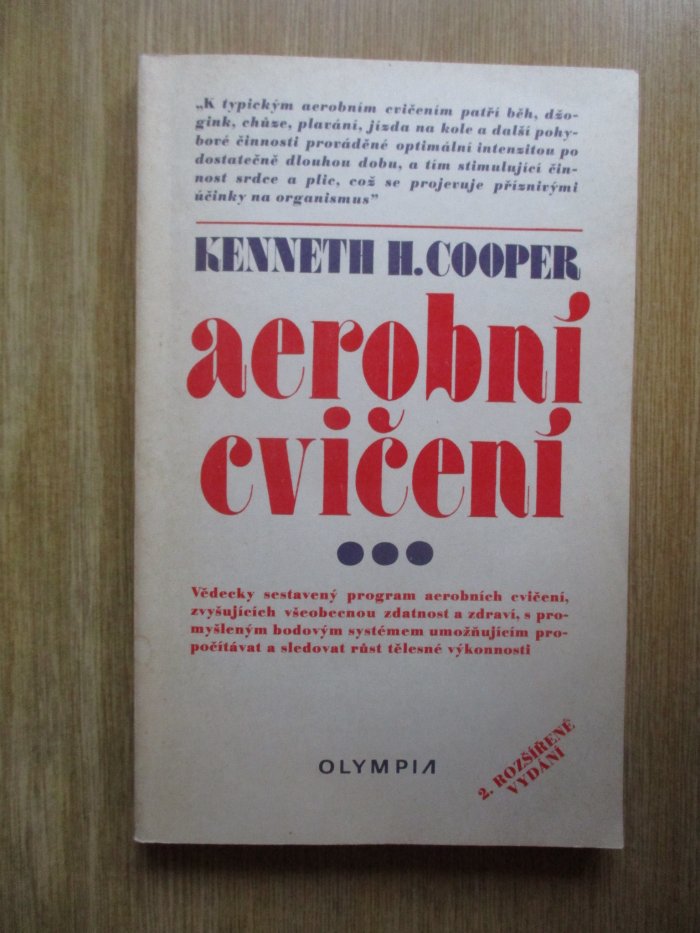 „K typickým aerobním cvičením patří běh, džo-
gink, chůze, plavání, jízda na kole a další pohy-
bové činnosti prováděné optimální intenzitou po
dostatečně dlouhou dobu, a tím stimulující čin-
nost srdce a plic, což se projevuje příznivými
účinky na organismus”
KENNETH H. COOPER
aerobní
cvičení
Vědecky sestavený program aerobních cvičení,
zvyšujících všeobecnou zdatnost a zdraví, s pro-
myšleným bodovým systémem umožňujícím pro-
počítávat a sledovat růst tělesné výkonnosti
OLYMPIA
2. ROZŠÍŘENÉ
VYDÁNÍ